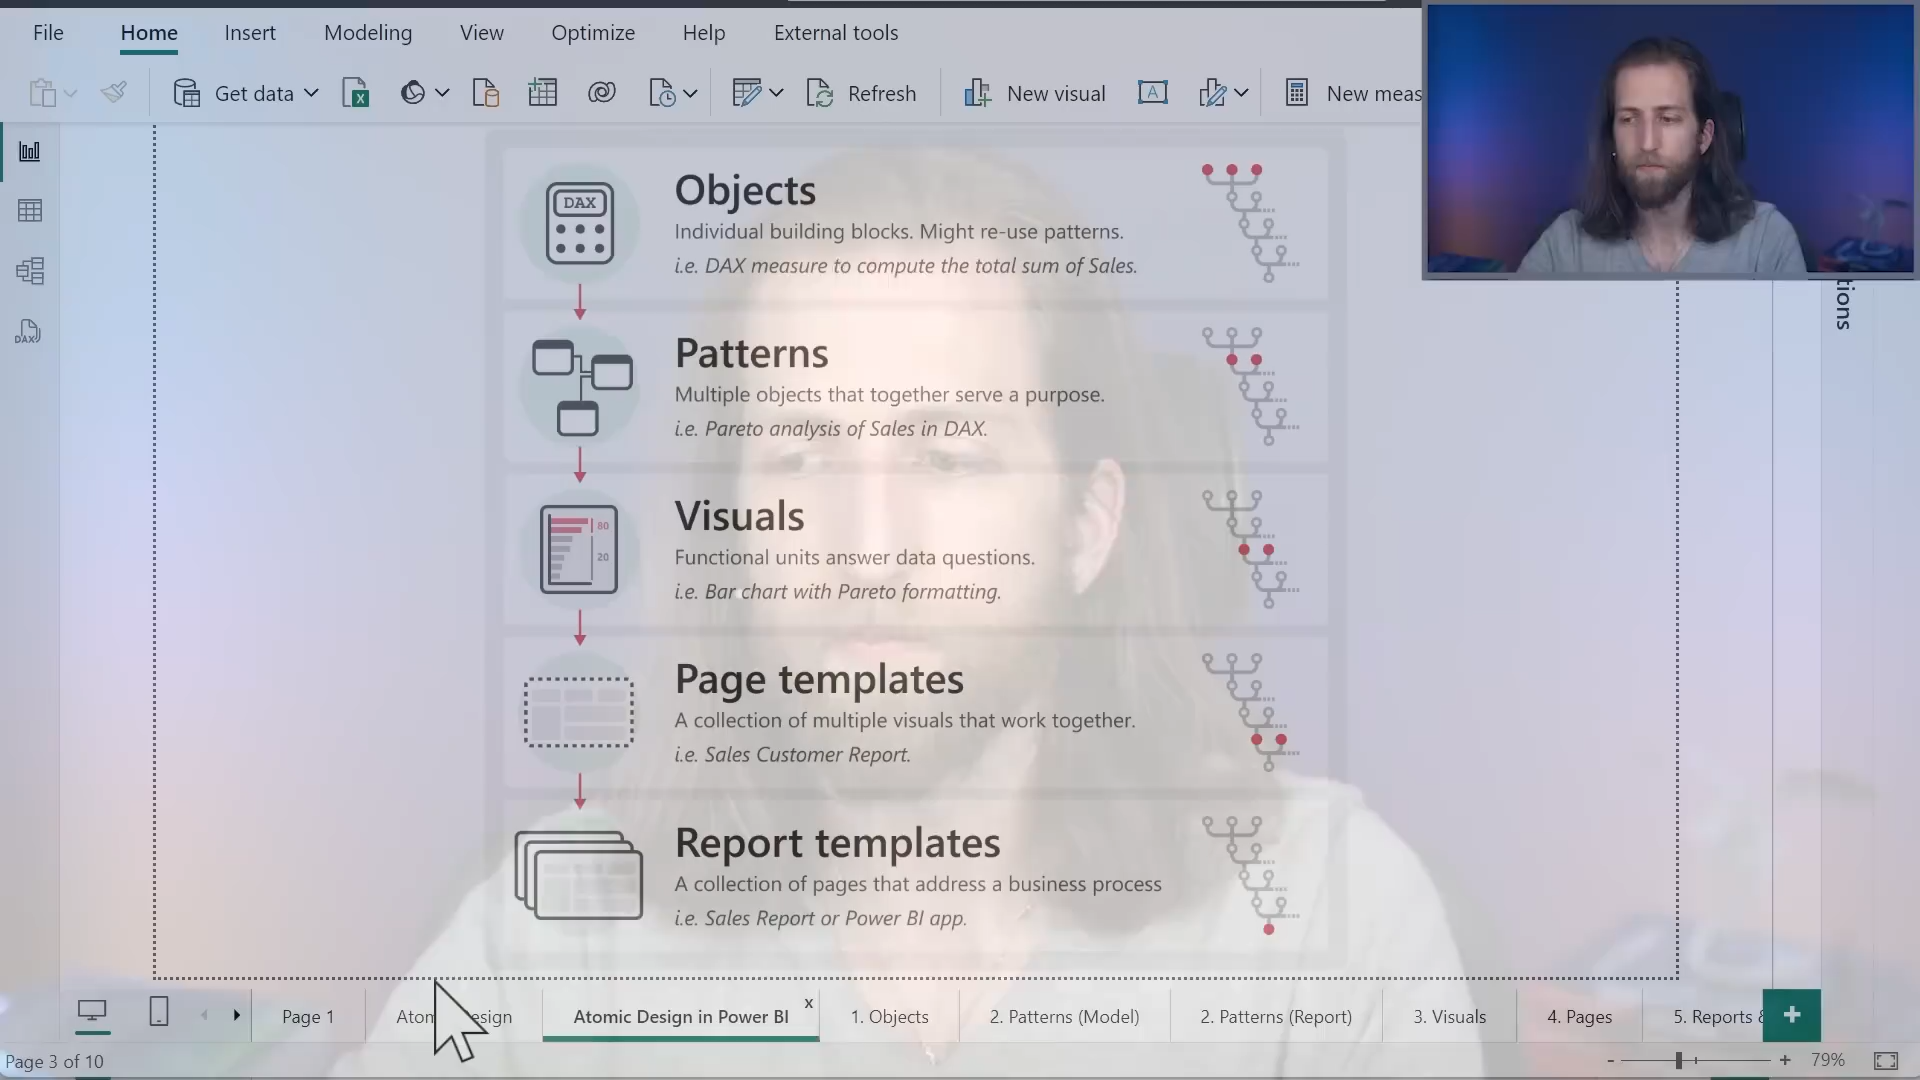 File Home Insert Modeling View Optimize Help External tools
Get data Refresh New visual New meas
tions
DAX
Objects
Individual building blocks. Might re-use patterns.
i.e. DAX measure to compute the total sum of Sales.
Patterns
Multiple objects that together serve a purpose.
i.e. Pareto analysis of Sales in DAX.
80
20
Visuals
Functional units answer data questions.
i.e. Bar chart with Pareto formatting.
Page templates
A collection of multiple visuals that work together.
i.e. Sales Customer Report.
Report templates
A collection of pages that address a business process
i.e. Sales Report or Power BI app.
DAX
Page 1 Atomic Design in Power BI x 1. Objects 2. Patterns (Model) 2. Patterns (Report) 3. Visuals 4. Pages 5. Reports & +
Page 3 of 10
- + 79%